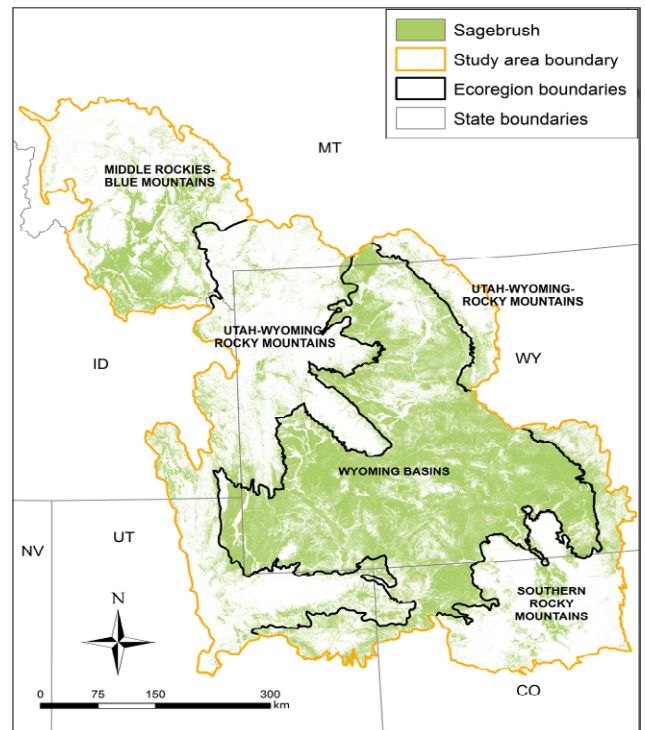 Sagebrush
Study area boundary
Ecoregion boundaries
State boundaries
MT
MIDDLE ROCKIES-
BLUE MOUNTAINS
UTAH-WYOMING-
ROCKY MOUNTAINS
UTAH-WYOMING
ROCKY MOUNTAINS
WY
ID
WYOMING BASINS
NV
UT
N
SOUTHERN
ROCKY
MOUNTAINS
CO
0 75 150 300
km